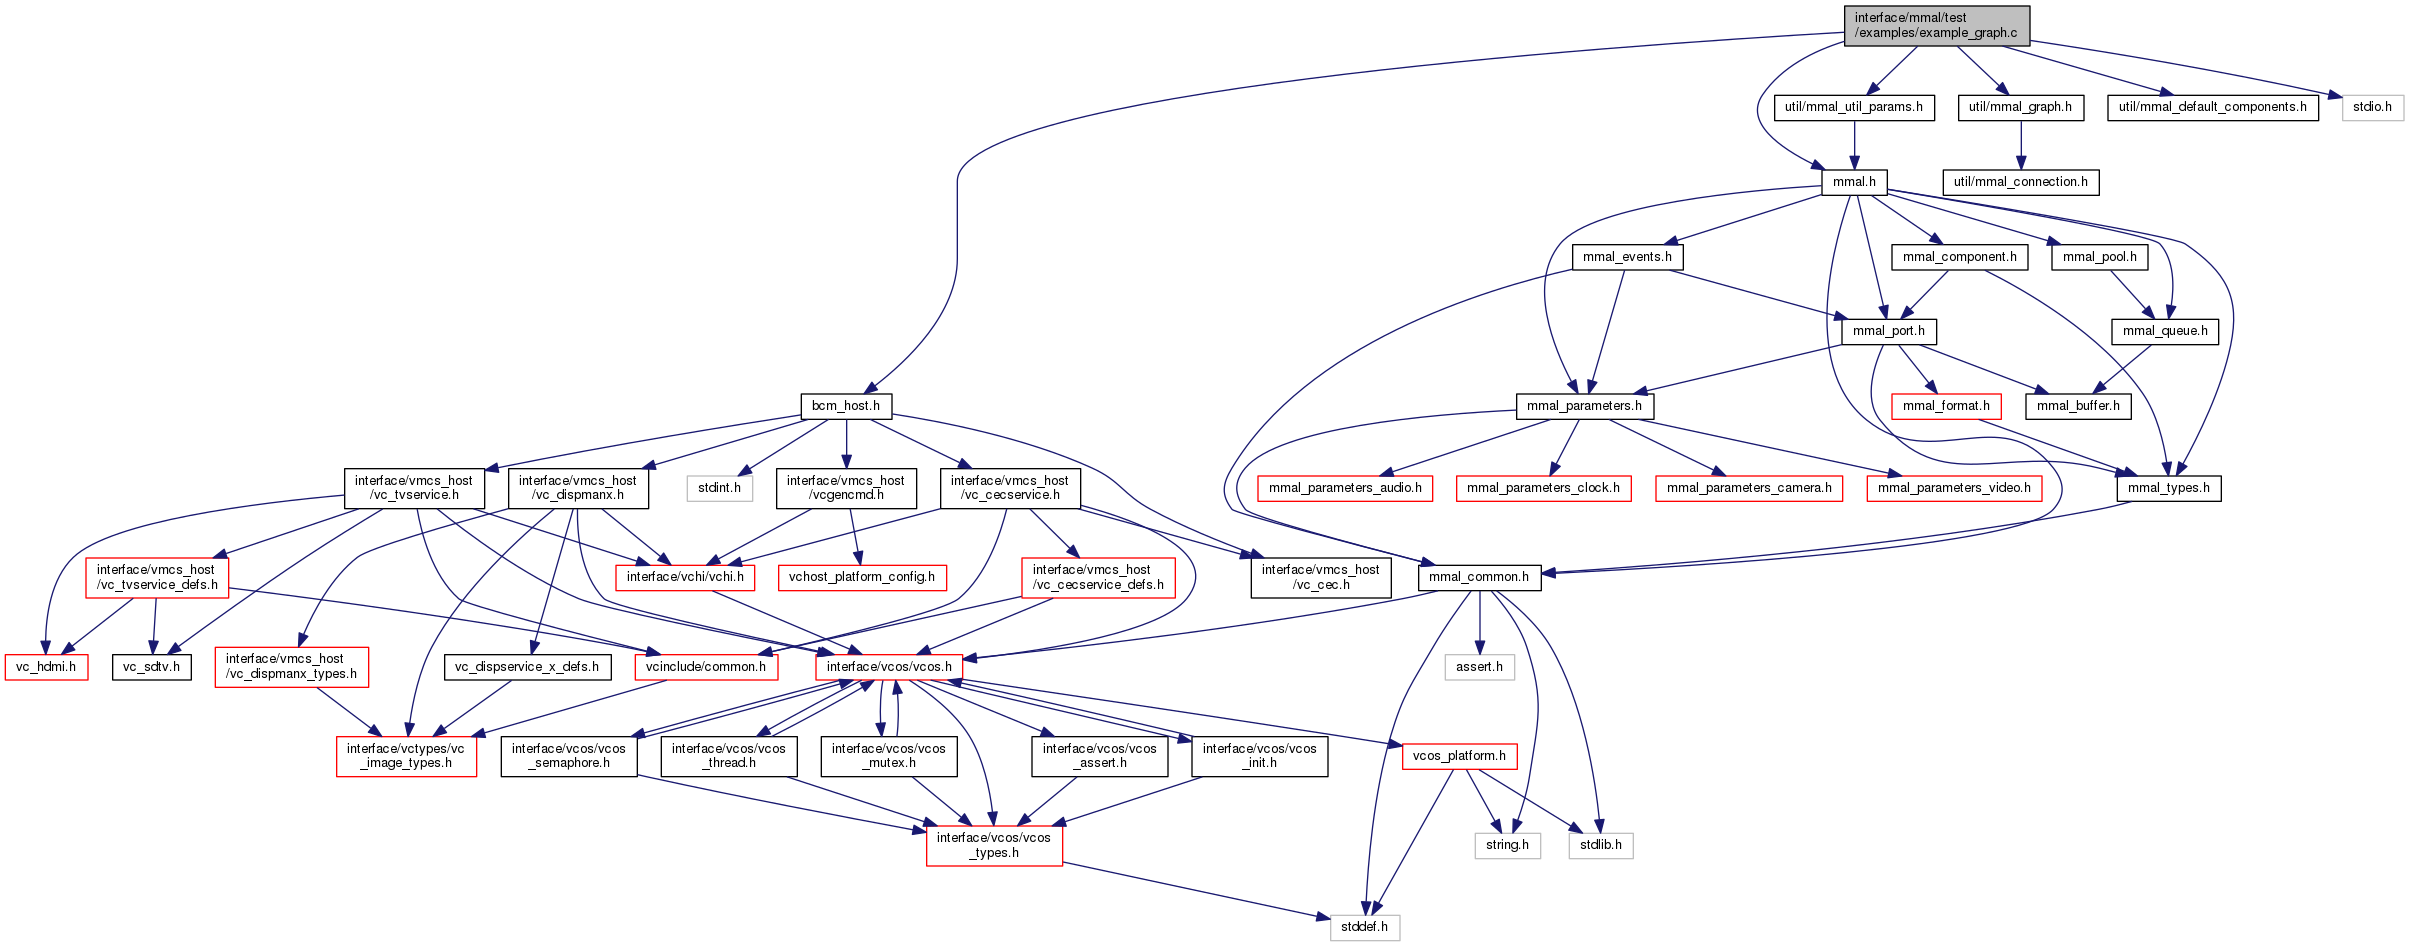 interface/mmal/test
/examples/example_graph.c
util/mmal_util_params.h
util/mmal_graph.h
util/mmal_default_components.h
stdio.h
mmal.h
util/mmal_connection.h
mmal_events.h
mmal_component.h
mmal_pool.h
mmal_port.h
mmal_queue.h
bcm_host.h
mmal_parameters.h
mmal_format.h
mmal_buffer.h
interface/vmcs_host
/vc_tvservice.h
interface/vmcs_host
/vc_dispmanx.h
stdint.h
interface/vmcs_host
/vcgencmd.h
interface/vmcs_host
/vc_cecservice.h
mmal_parameters_audio.h
mmal_parameters_clock.h
mmal_parameters_camera.h
mmal_parameters_video.h
mmal_types.h
interface/vmcs_host
/vc_tvservice_defs.h
interface/vchi/vchi.h
vchost_platform_config.h
interface/vmcs_host
/vc_cecservice_defs.h
interface/vmcs_host
/vc_cec.h
mmal_common.h
vc_hdmi.h
vc_sdtv.h
interface/vmcs_host
/vc_dispmanx_types.h
vc_dispservice_x_defs.h
vcinclude/common.h
interface/vcos/vcos.h
assert.h
interface/vctypes/vc
_image_types.h
interface/vcos/vcos
_semaphore.h
interface/vcos/vcos
_thread.h
interface/vcos/vcos
_mutex.h
interface/vcos/vcos
_assert.h
interface/vcos/vcos
_init.h
vcos_platform.h
interface/vcos/vcos
_types.h
string.h
stdlib.h
stddef.h